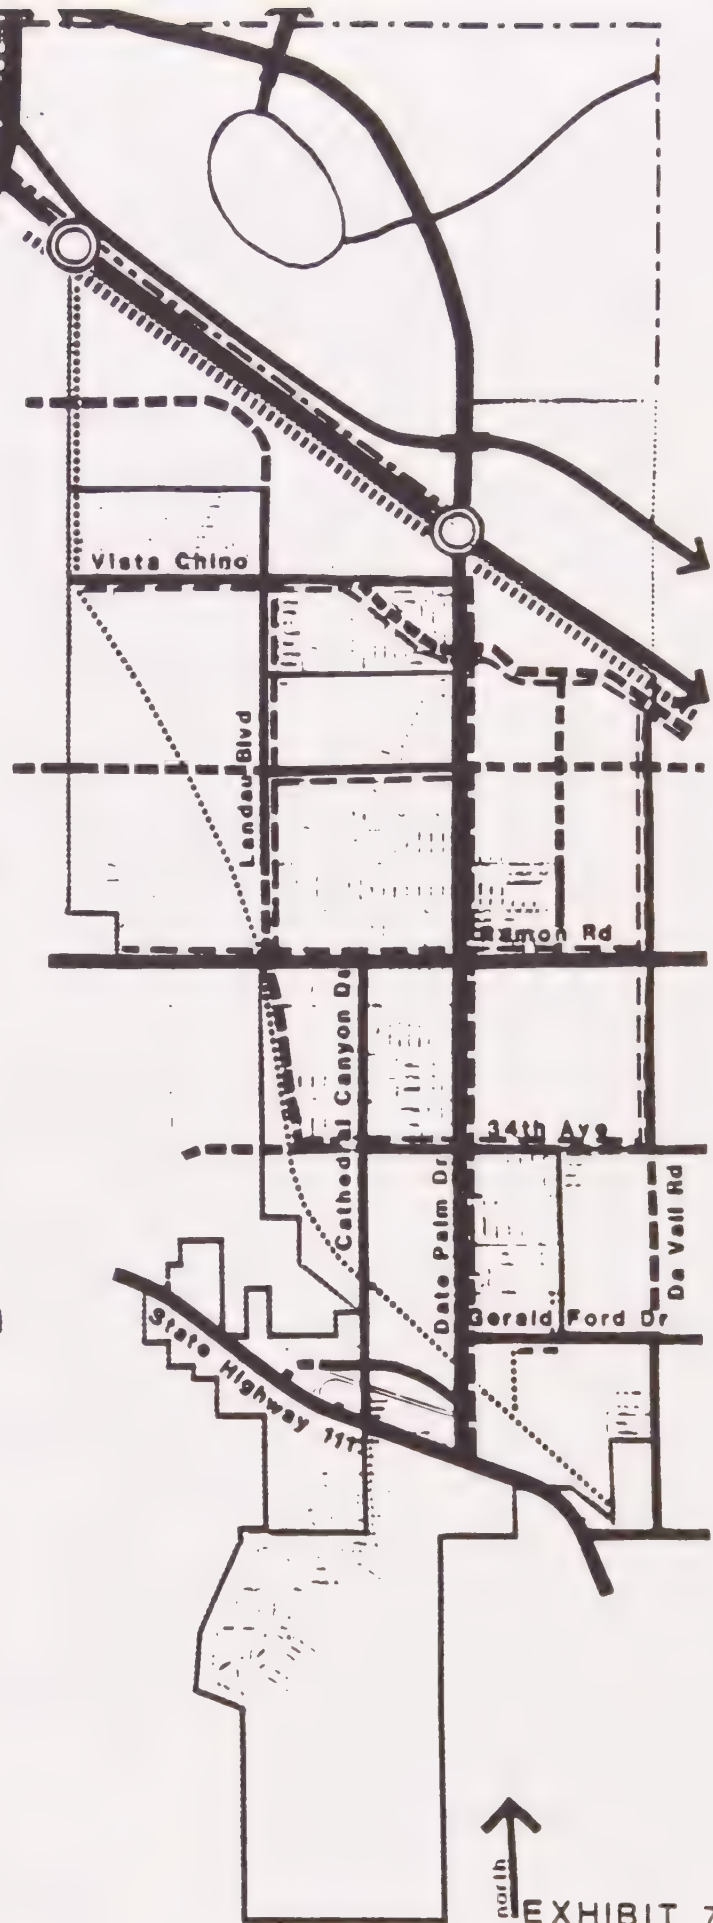 Vista Chino
Landau Blvd
Ramon Rd
Cathedral Canyon Dr
34th Ave
Date Palm Dr
Da Vall Rd
Gerald Ford Dr
State Highway 111
north
EXHIBIT 7